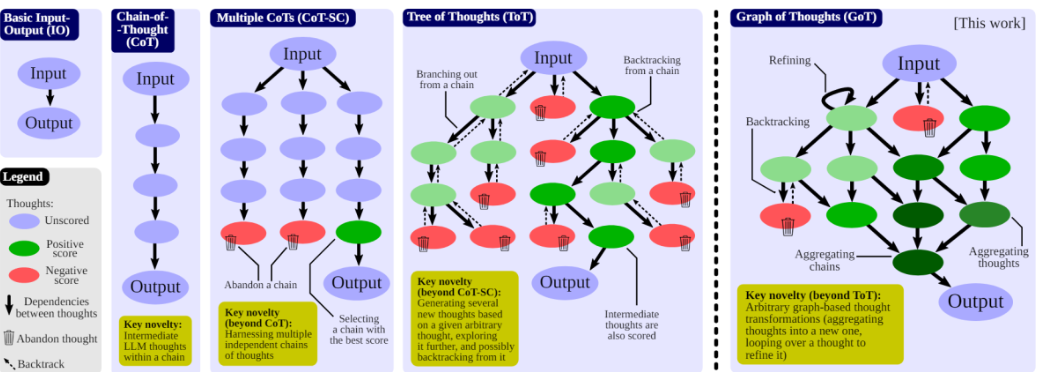 Basic Input-
Output (IO)
Input
Output
Legend
Thoughts:
Unscored
Positive
score
Negative
score
Dependencies
between thoughts
Abandon thought
Backtrack
Chain-of-
-Thought
(CoT)
Input
Output
Key novelty:
Intermediate
LLM thoughts
within a chain
Multiple CoTs (CoT-SC)
Input
Abandon a chain
Output
Key novelty
(beyond CoT):
Harnessing multiple
independent chains
of thoughts
Selecting
a chain with
the best score
Tree of Thoughts (ToT)
Input
Branching out
from a chain
Backtracking
from a chain
Output
Key novelty
(beyond CoT-SC):
Generating several
new thoughts based
on a given arbitrary
thought, exploring
it further, and possibly
backtracking from it
Intermediate
thoughts are
also scored
Graph of Thoughts (GoT)
[This work]
Refining
Input
Backtracking
Aggregating
chains
Aggregating
thoughts
Output
Key novelty (beyond ToT):
Arbitrary graph-based thought
transformations (aggregating
thoughts into a new one,
looping over a thought to
refine it)